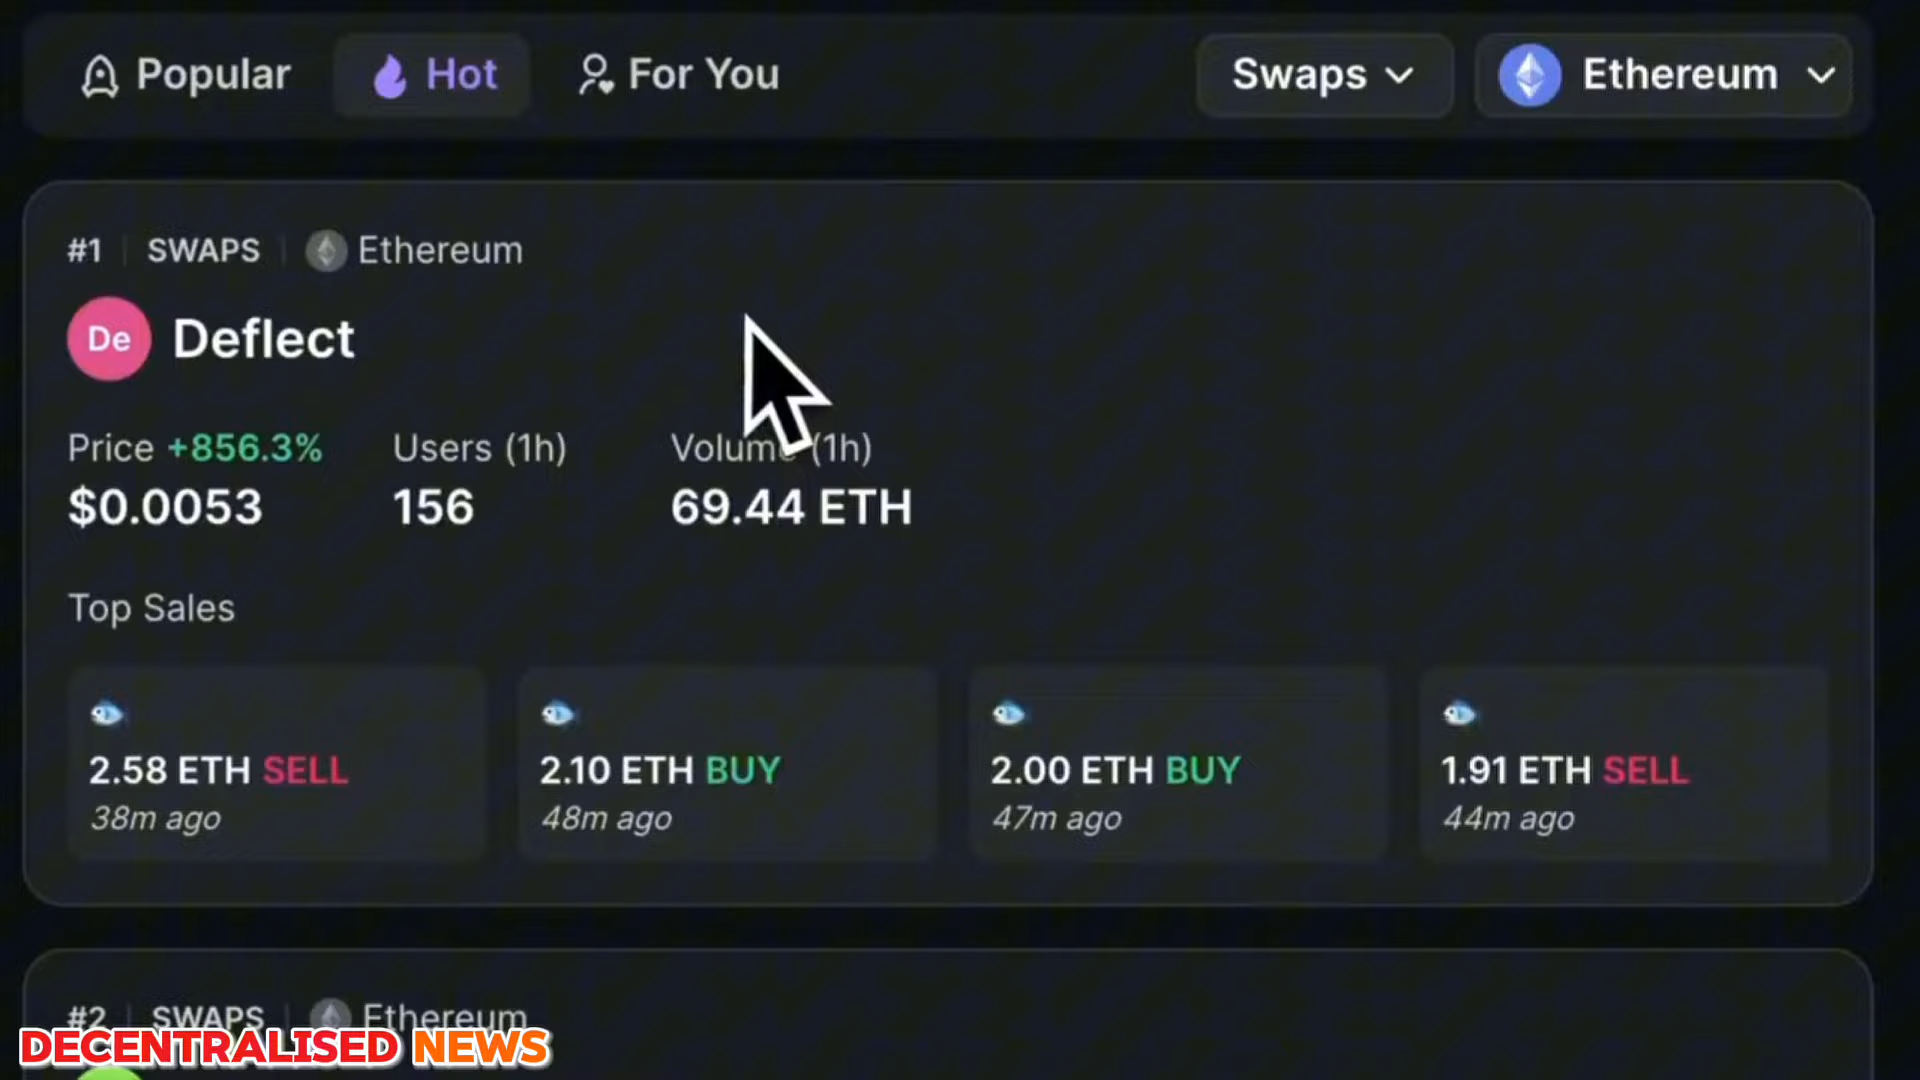 Popular Hot For You Swaps Ethereum
#1 SWAPS Ethereum
De Deflect
Price +856.3% Users (1h) Volume (1h)
$0.0053 156 69.44 ETH
Top Sales
2.58 ETH SELL 2.10 ETH BUY 2.00 ETH BUY 1.91 ETH SELL
38m ago 48m ago 47m ago 44m ago
#2 SWAPS Ethereum
DECENTRALISED NEWS